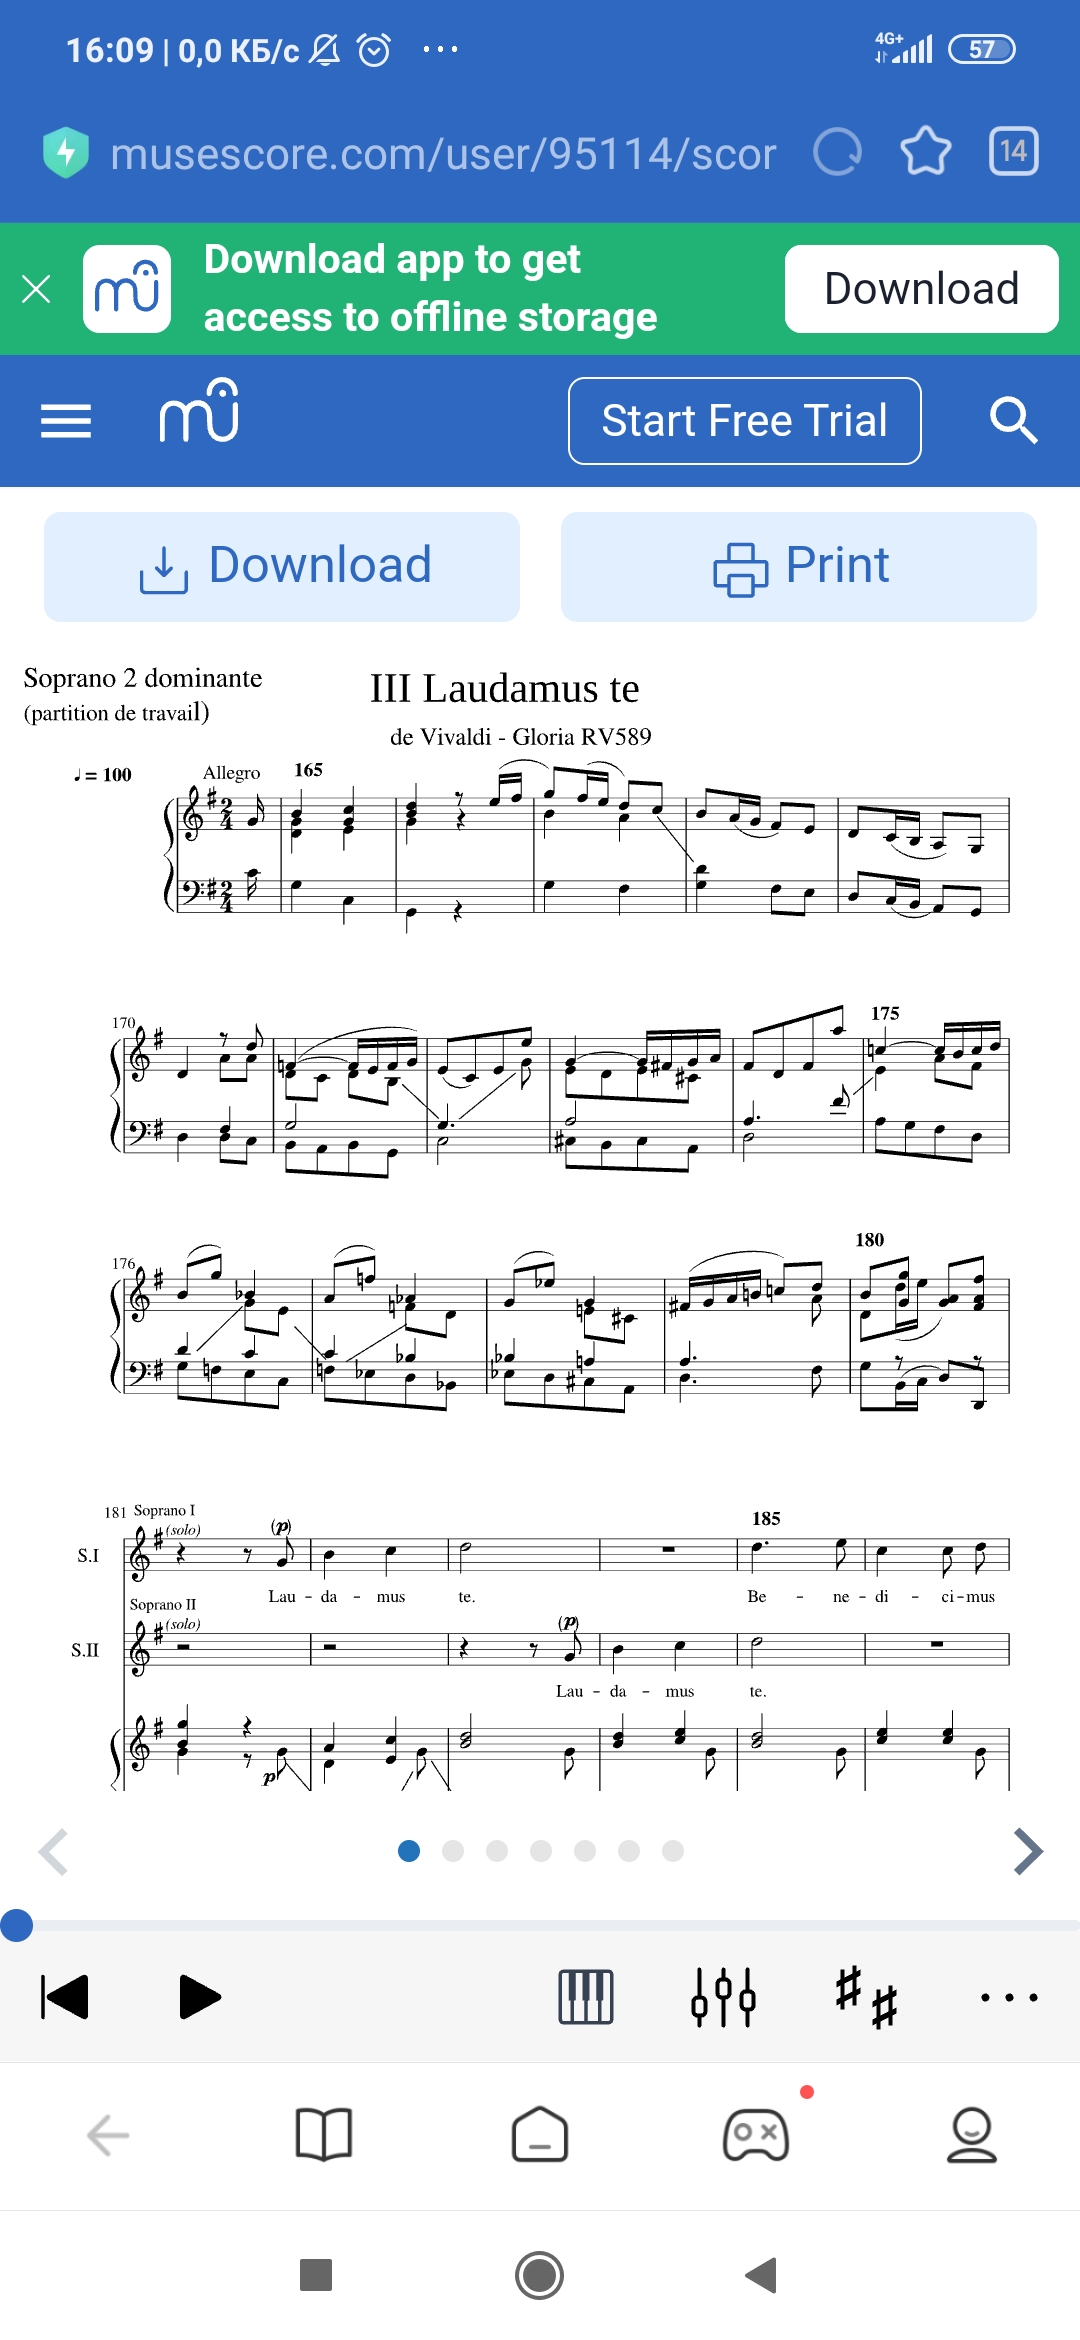 16:09 | 0,0 КБ/с ... 4G+ 57
musescore.com/user/95114/scor 14
Download app to get
access to offline storage
Download
Start Free Trial
Download Print
Soprano 2 dominante
(partition de travail)
III Laudamus te
de Vivaldi - Gloria RV589
♩ = 100 Allegro 165
170 175
176 180
181 Soprano I 185
(solo) (p)
S.I
Lau - da - mus te. Be - ne - di - ci - mus
Soprano II
(solo) (p)
S.II
Lau - da - mus te.
p